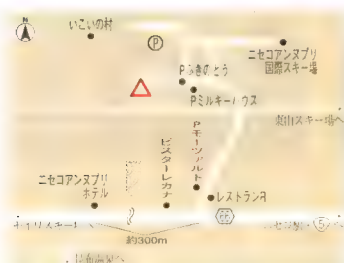 N
いこいの村
P
ニセコアンヌプリ
国際スキー場
Pふきのとう
Pミルキーハウス
東山スキー場へ
Pモーツァルト
ビスターレカナ
ニセコアンヌプリ
ホテル
レストランR
5
約300m